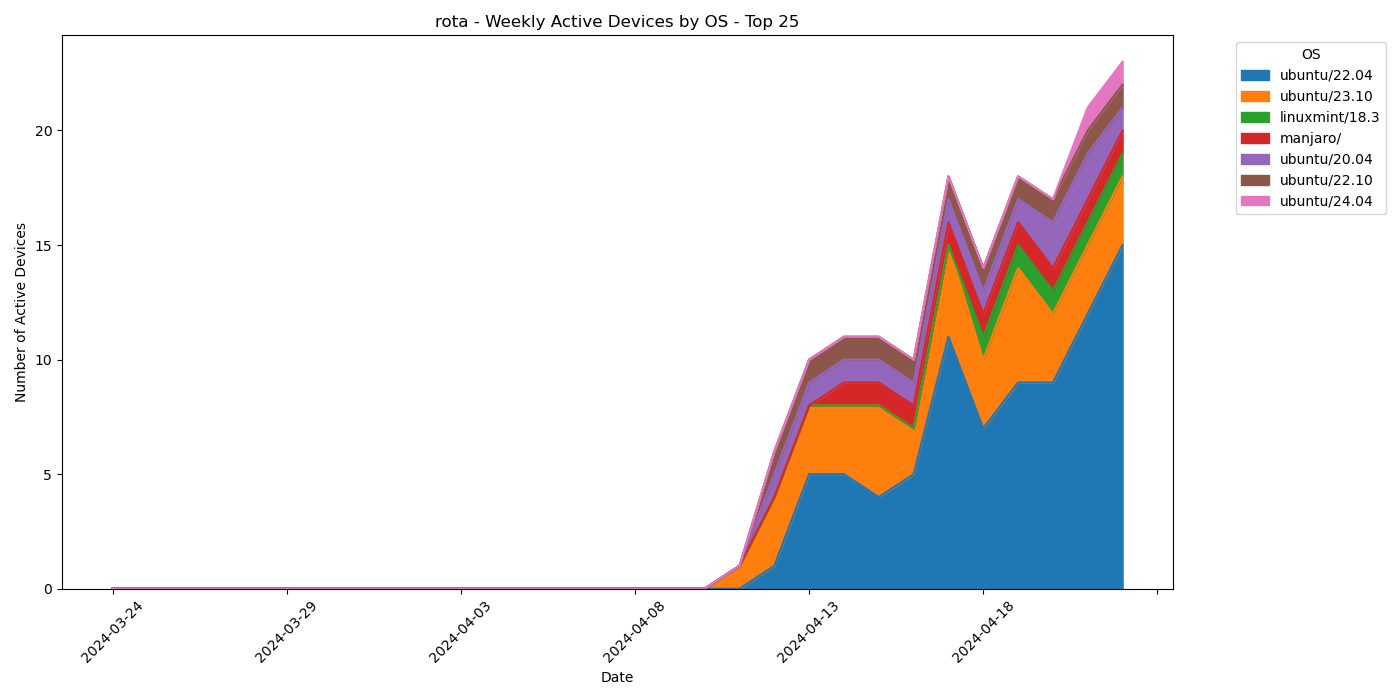 rota - Weekly Active Devices by OS - Top 25
Number of Active Devices
20
15
10
5
0
2024-03-24
2024-03-29
2024-04-03
2024-04-08
2024-04-13
2024-04-18
Date
OS
ubuntu/22.04
ubuntu/23.10
linuxmint/18.3
manjaro/
ubuntu/20.04
ubuntu/22.10
ubuntu/24.04